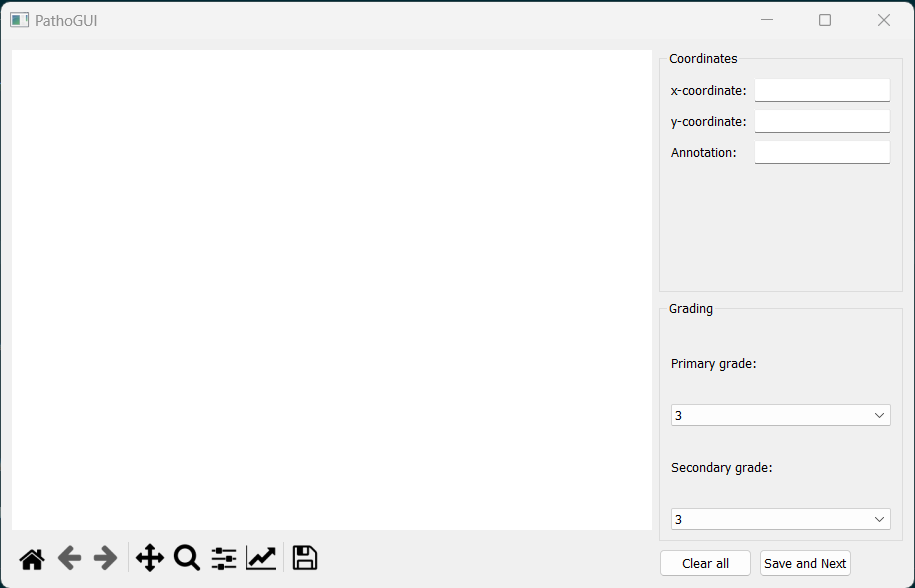 PathoGUI
Coordinates
x-coordinate:
y-coordinate:
Annotation:
Grading
Primary grade:
3
Secondary grade:
3
Clear all
Save and Next